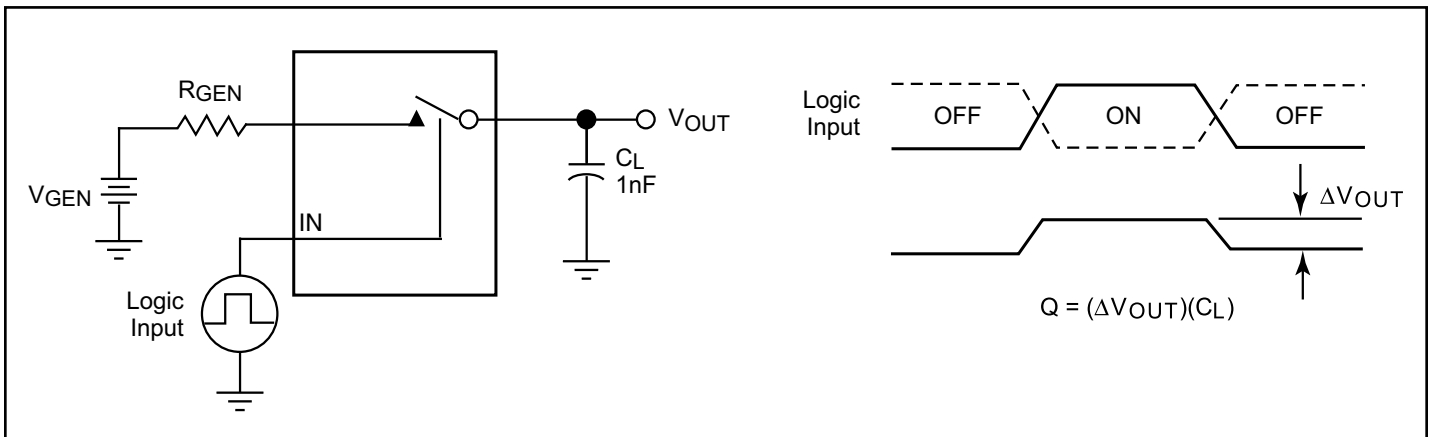 RGEN
VGEN
IN
Logic
Input
VOUT
CL
1nF
Logic
Input
OFF
ON
OFF
ΔVOUT
Q = (ΔVOUT)(CL)